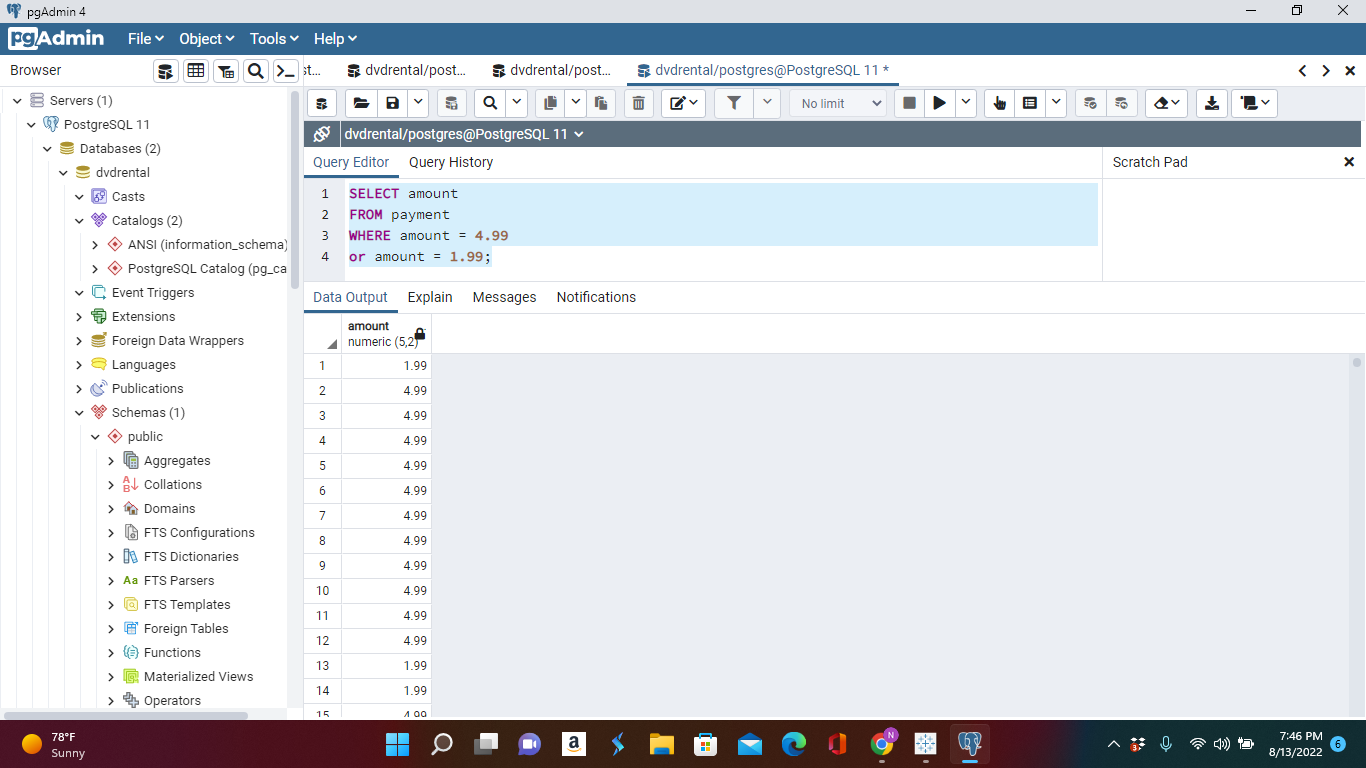 pgAdmin 4
pgAdmin
File Object Tools Help
Browser
st...
dvdrental/post...
dvdrental/post...
dvdrental/postgres@PostgreSQL 11 *
Servers (1)
PostgreSQL 11
Databases (2)
dvdrental
Casts
Catalogs (2)
ANSI (information_schema)
PostgreSQL Catalog (pg_ca
Event Triggers
Extensions
Foreign Data Wrappers
Languages
Publications
Schemas (1)
public
Aggregates
Collations
Domains
FTS Configurations
FTS Dictionaries
Aa FTS Parsers
FTS Templates
Foreign Tables
Functions
Materialized Views
Operators
No limit
dvdrental/postgres@PostgreSQL 11
Query Editor Query History
Scratch Pad
1 SELECT amount
2 FROM payment
3 WHERE amount = 4.99
4 or amount = 1.99;
Data Output Explain Messages Notifications
amount
numeric (5,2)
1 1.99
2 4.99
3 4.99
4 4.99
5 4.99
6 4.99
7 4.99
8 4.99
9 4.99
10 4.99
11 4.99
12 4.99
13 1.99
14 1.99
15 4.99
78°F
Sunny
a
N
7:46 PM
8/13/2022
6